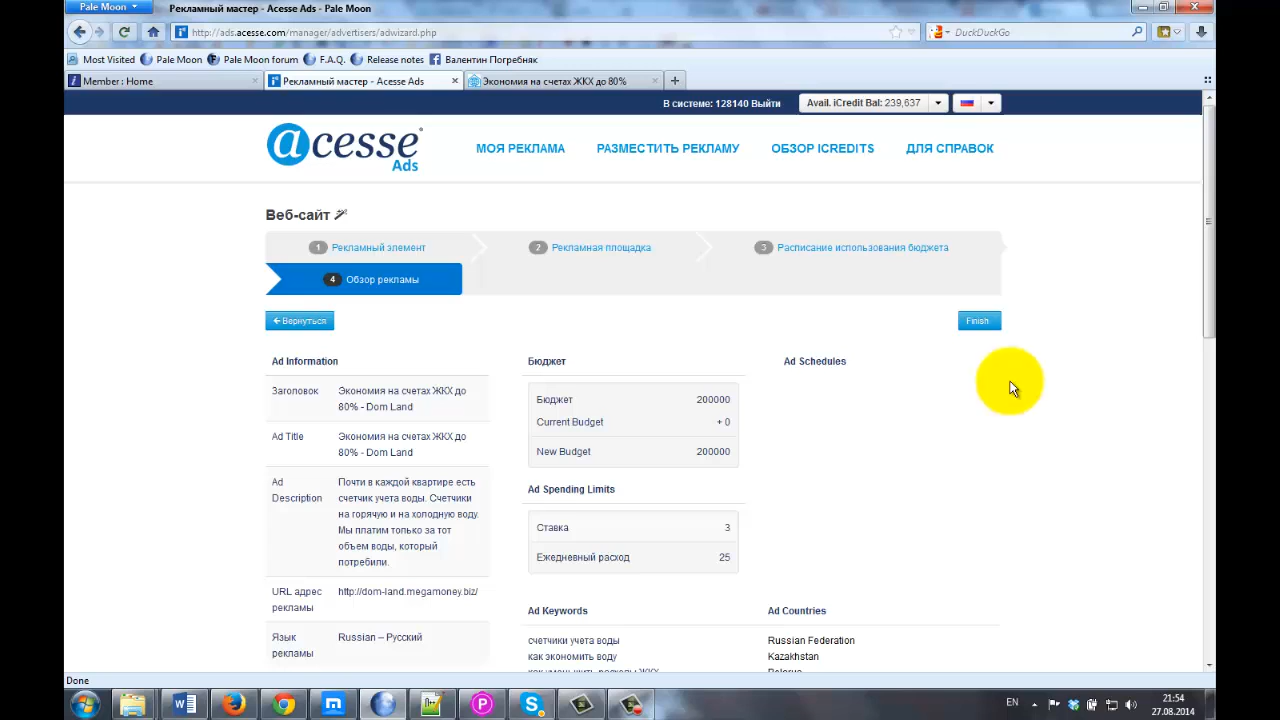 Pale Moon
Рекламный мастер - Acesse Ads - Pale Moon
http://ads.acesse.com/manager/advertisers/adwizard.php
DuckDuckGo
Most Visited Pale Moon Pale Moon forum F.A.Q. Release notes Валентин Погребняк
Member : Home
Рекламный мастер - Acesse Ads
Экономия на счетах ЖКХ до 80%
В системе: 128140 Выйти
Avail. iCredit Bal: 239,637
acesse
Ads
МОЯ РЕКЛАМА РАЗМЕСТИТЬ РЕКЛАМУ ОБЗОР ICREDITS ДЛЯ СПРАВОК
Веб-сайт
1 Рекламный элемент
2 Рекламная площадка
3 Расписание использования бюджета
4 Обзор рекламы
Вернуться
Finish
Ad Information
Заголовок
Экономия на счетах ЖКХ до
80% - Dom Land
Ad Title
Экономия на счетах ЖКХ до
80% - Dom Land
Ad
Description
Почти в каждой квартире есть
счетчик учета воды. Счетчики
на горячую и на холодную воду.
Мы платим только за тот
объем воды, который
потребили.
URL адрес
рекламы
http://dom-land.megamoney.biz/
Язык
рекламы
Russian – Русский
Бюджет
Бюджет 200000
Current Budget + 0
New Budget 200000
Ad Spending Limits
Ставка 3
Ежедневный расход 25
Ad Keywords
счетчики учета воды
как экономить воду
как уменьшить расходы ЖКХ
Ad Schedules
Ad Countries
Russian Federation
Kazakhstan
Belarus
Done
EN
21:54
27.08.2014